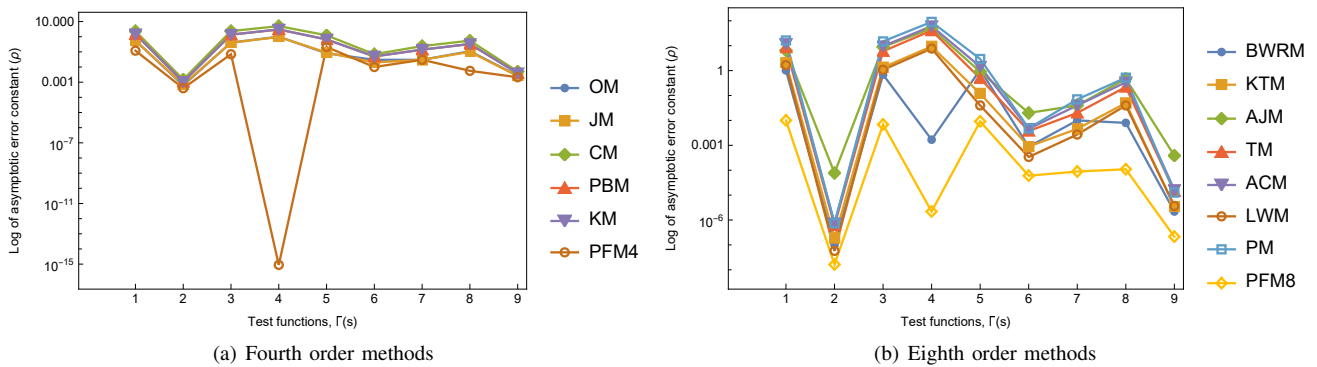 Log of asymptotic error constant (ρ)
10.000
0.001
10^-7
10^-11
10^-15
1 2 3 4 5 6 7 8 9
Test functions, Γ(s)
OM
JM
CM
PBM
KM
PFM4
(a) Fourth order methods
Log of asymptotic error constant (ρ)
1
0.001
10^-6
1 2 3 4 5 6 7 8 9
Test functions, Γ(s)
BWRM
KTM
AJM
TM
ACM
LWM
PM
PFM8
(b) Eighth order methods